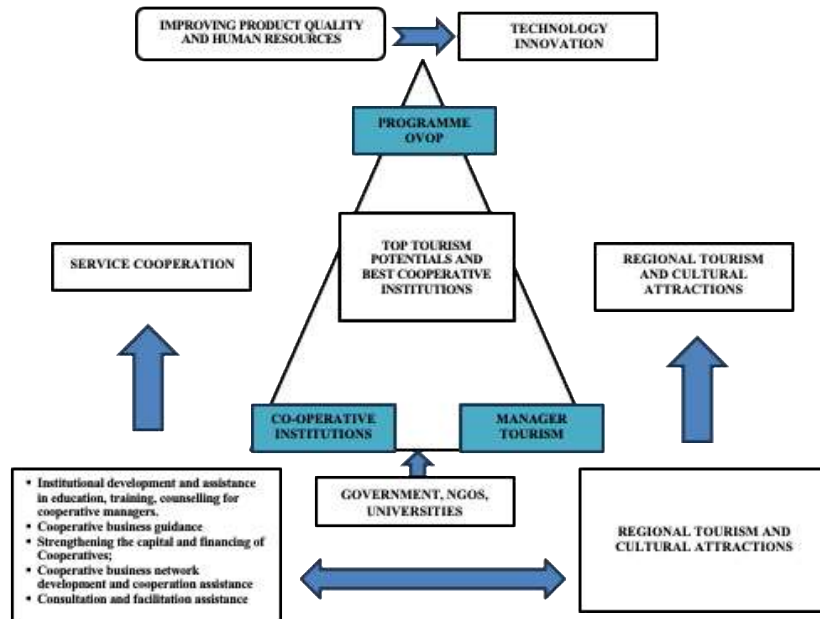 IMPROVING PRODUCT QUALITY
AND HUMAN RESOURCES
TECHNOLOGY
INNOVATION
PROGRAMME
OVOP
TOP TOURISM
POTENTIALS AND
BEST COOPERATIVE
INSTITUTIONS
SERVICE COOPERATION
REGIONAL TOURISM
AND CULTURAL
ATTRACTIONS
CO-OPERATIVE
INSTITUTIONS
MANAGER
TOURISM
▪ Institutional development and assistance
in education, training, counselling for
cooperative managers.
▪ Cooperative business guidance
▪ Strengthening the capital and financing of
Cooperatives;
▪ Cooperative business network
development and cooperation assistance
▪ Consultation and facilitation assistance
GOVERNMENT, NGOS,
UNIVERSITIES
REGIONAL TOURISM AND
CULTURAL ATTRACTIONS